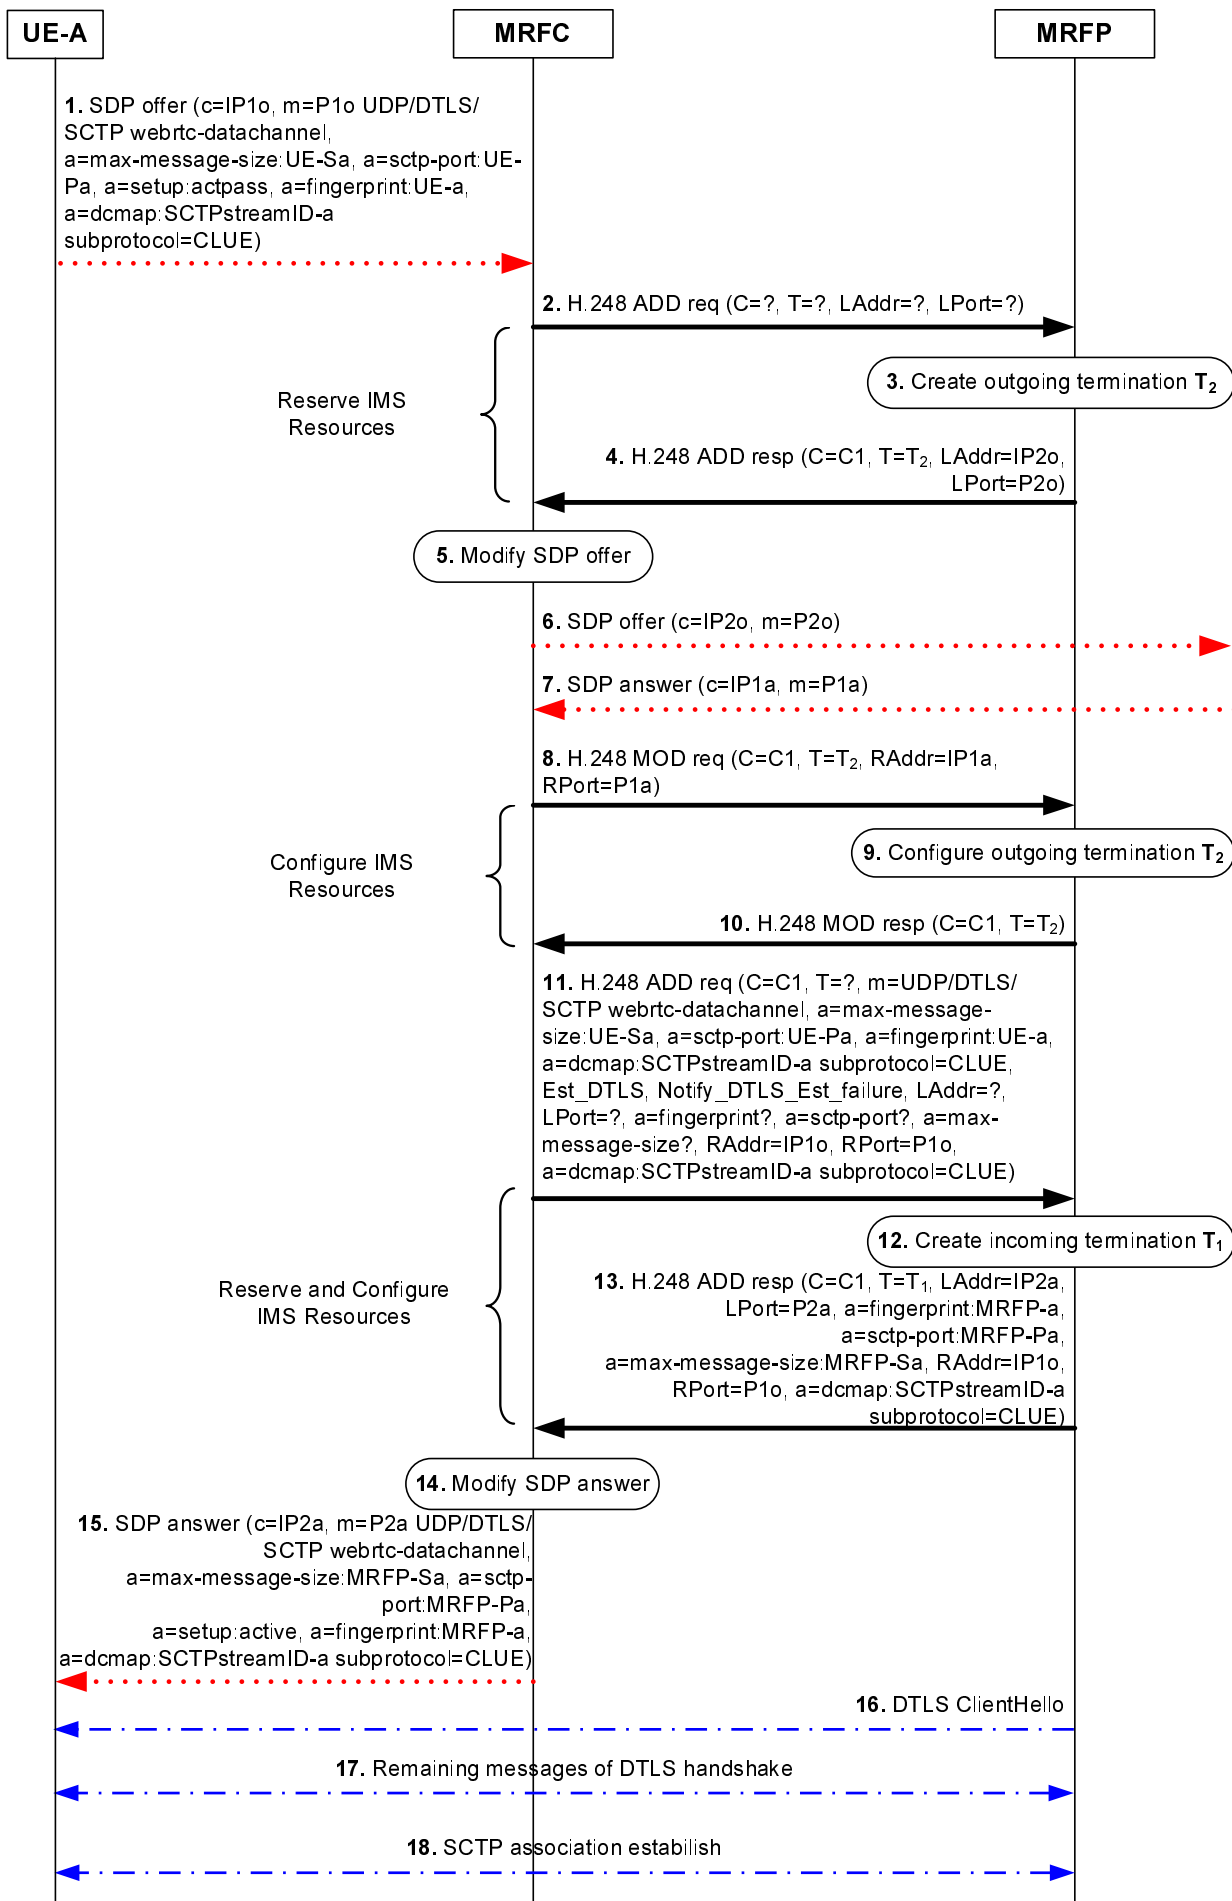 UE-A
MRFC
MRFP
1. SDP offer (c=IP1o, m=P1o UDP/DTLS/
SCTP webrtc-datachannel,
a=max-message-size:UE-Sa, a=sctp-port:UE-
Pa, a=setup:actpass, a=fingerprint:UE-a,
a=dcmap:SCTPstreamID-a
subprotocol=CLUE)
2. H.248 ADD req (C=?, T=?, LAddr=?, LPort=?)
3. Create outgoing termination T2
Reserve IMS
Resources
4. H.248 ADD resp (C=C1, T=T2, LAddr=IP2o,
LPort=P2o)
5. Modify SDP offer
6. SDP offer (c=IP2o, m=P2o)
7. SDP answer (c=IP1a, m=P1a)
8. H.248 MOD req (C=C1, T=T2, RAddr=IP1a,
RPort=P1a)
9. Configure outgoing termination T2
Configure IMS
Resources
10. H.248 MOD resp (C=C1, T=T2)
11. H.248 ADD req (C=C1, T=?, m=UDP/DTLS/
SCTP webrtc-datachannel, a=max-message-
size:UE-Sa, a=sctp-port:UE-Pa, a=fingerprint:UE-a,
a=dcmap:SCTPstreamID-a subprotocol=CLUE,
Est_DTLS, Notify_DTLS_Est_failure, LAddr=?,
LPort=?, a=fingerprint?, a=sctp-port?, a=max-
message-size?, RAddr=IP1o, RPort=P1o,
a=dcmap:SCTPstreamID-a subprotocol=CLUE)
12. Create incoming termination T1
Reserve and Configure
IMS Resources
13. H.248 ADD resp (C=C1, T=T1, LAddr=IP2a,
LPort=P2a, a=fingerprint:MRFP-a,
a=sctp-port:MRFP-Pa,
a=max-message-size:MRFP-Sa, RAddr=IP1o,
RPort=P1o, a=dcmap:SCTPstreamID-a
subprotocol=CLUE)
14. Modify SDP answer
15. SDP answer (c=IP2a, m=P2a UDP/DTLS/
SCTP webrtc-datachannel,
a=max-message-size:MRFP-Sa, a=sctp-
port:MRFP-Pa,
a=setup:active, a=fingerprint:MRFP-a,
a=dcmap:SCTPstreamID-a subprotocol=CLUE)
16. DTLS ClientHello
17. Remaining messages of DTLS handshake
18. SCTP association estabilish